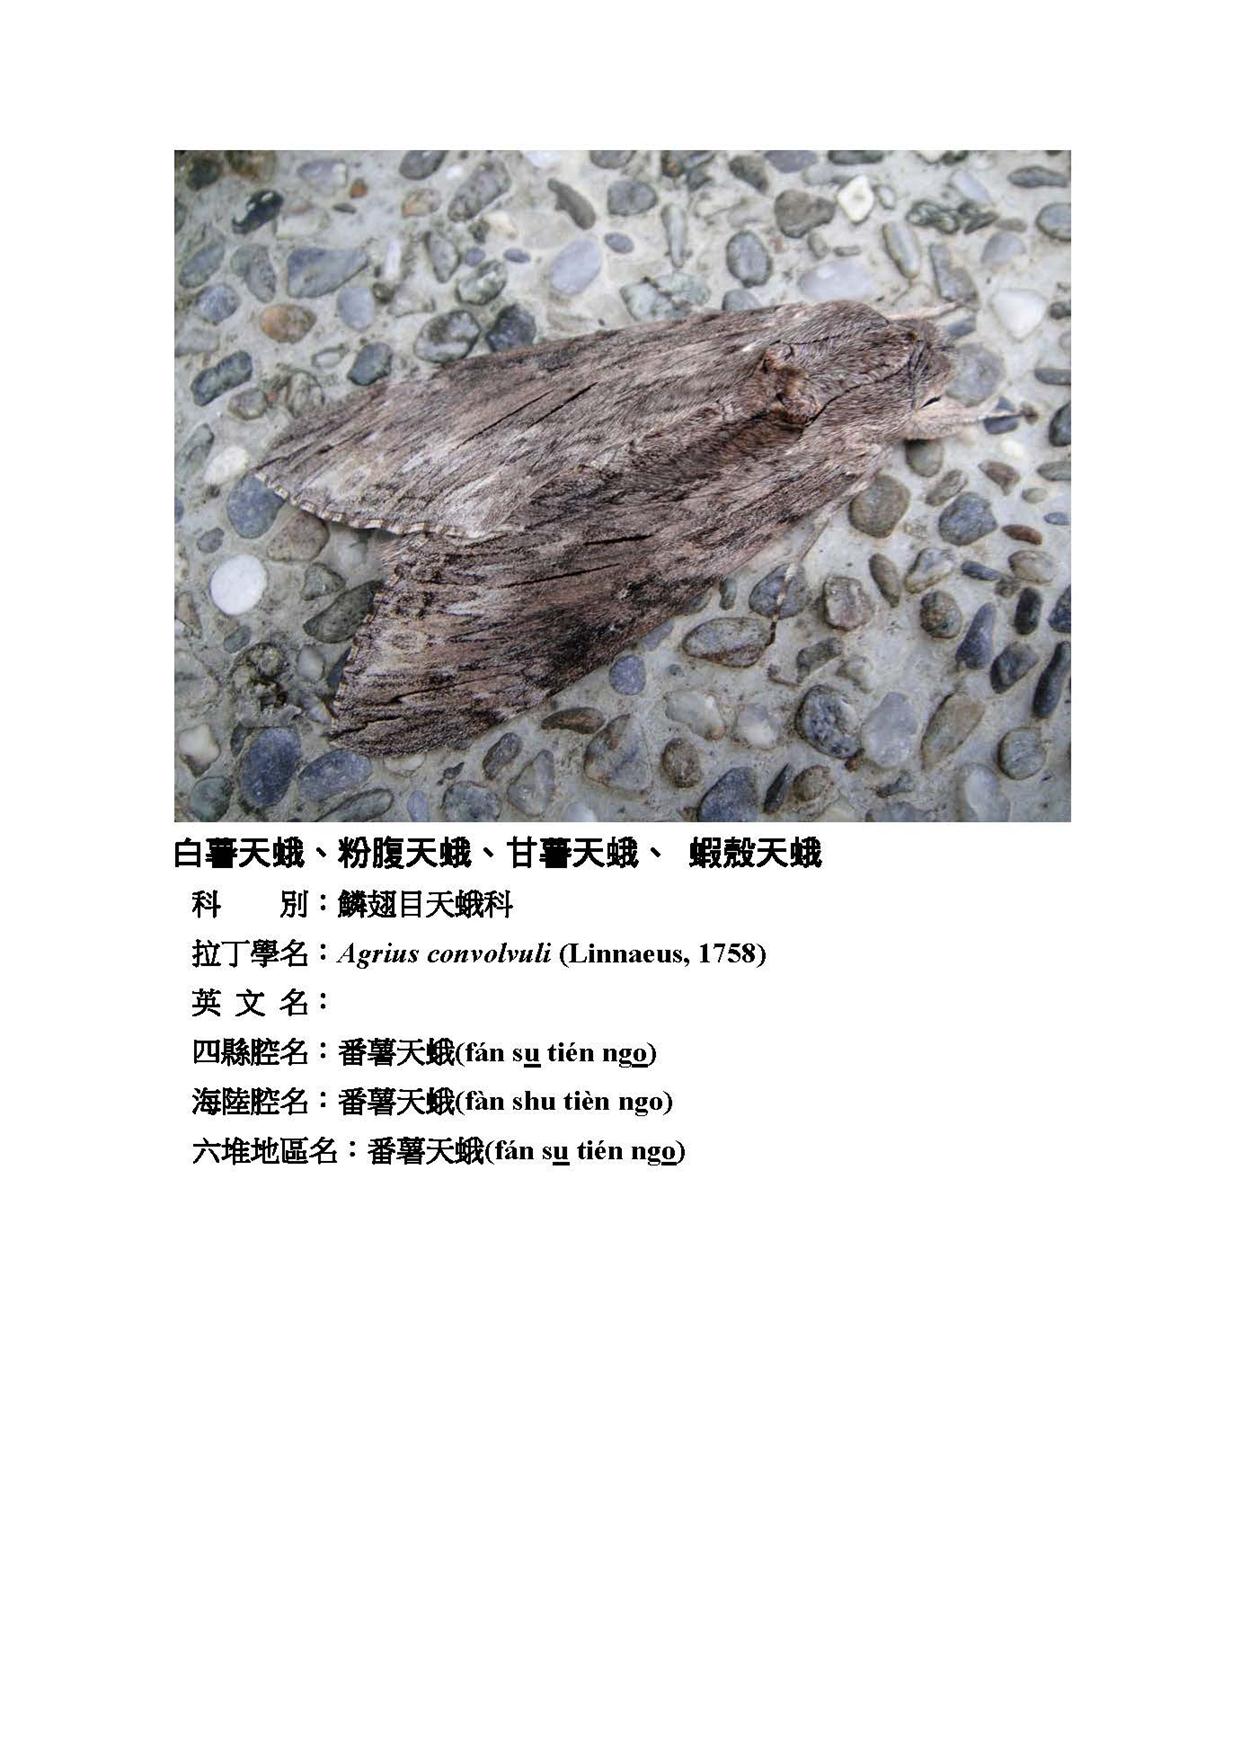 白薯天蛾、粉腹天蛾、甘薯天蛾、 蝦殼天蛾
科　　別：鱗翅目天蛾科
拉丁學名：Agrius convolvuli (Linnaeus, 1758)
英 文 名：
四縣腔名：番薯天蛾(fán su tién ngo)
海陸腔名：番薯天蛾(fàn shu tièn ngo)
六堆地區名：番薯天蛾(fán su tién ngo)